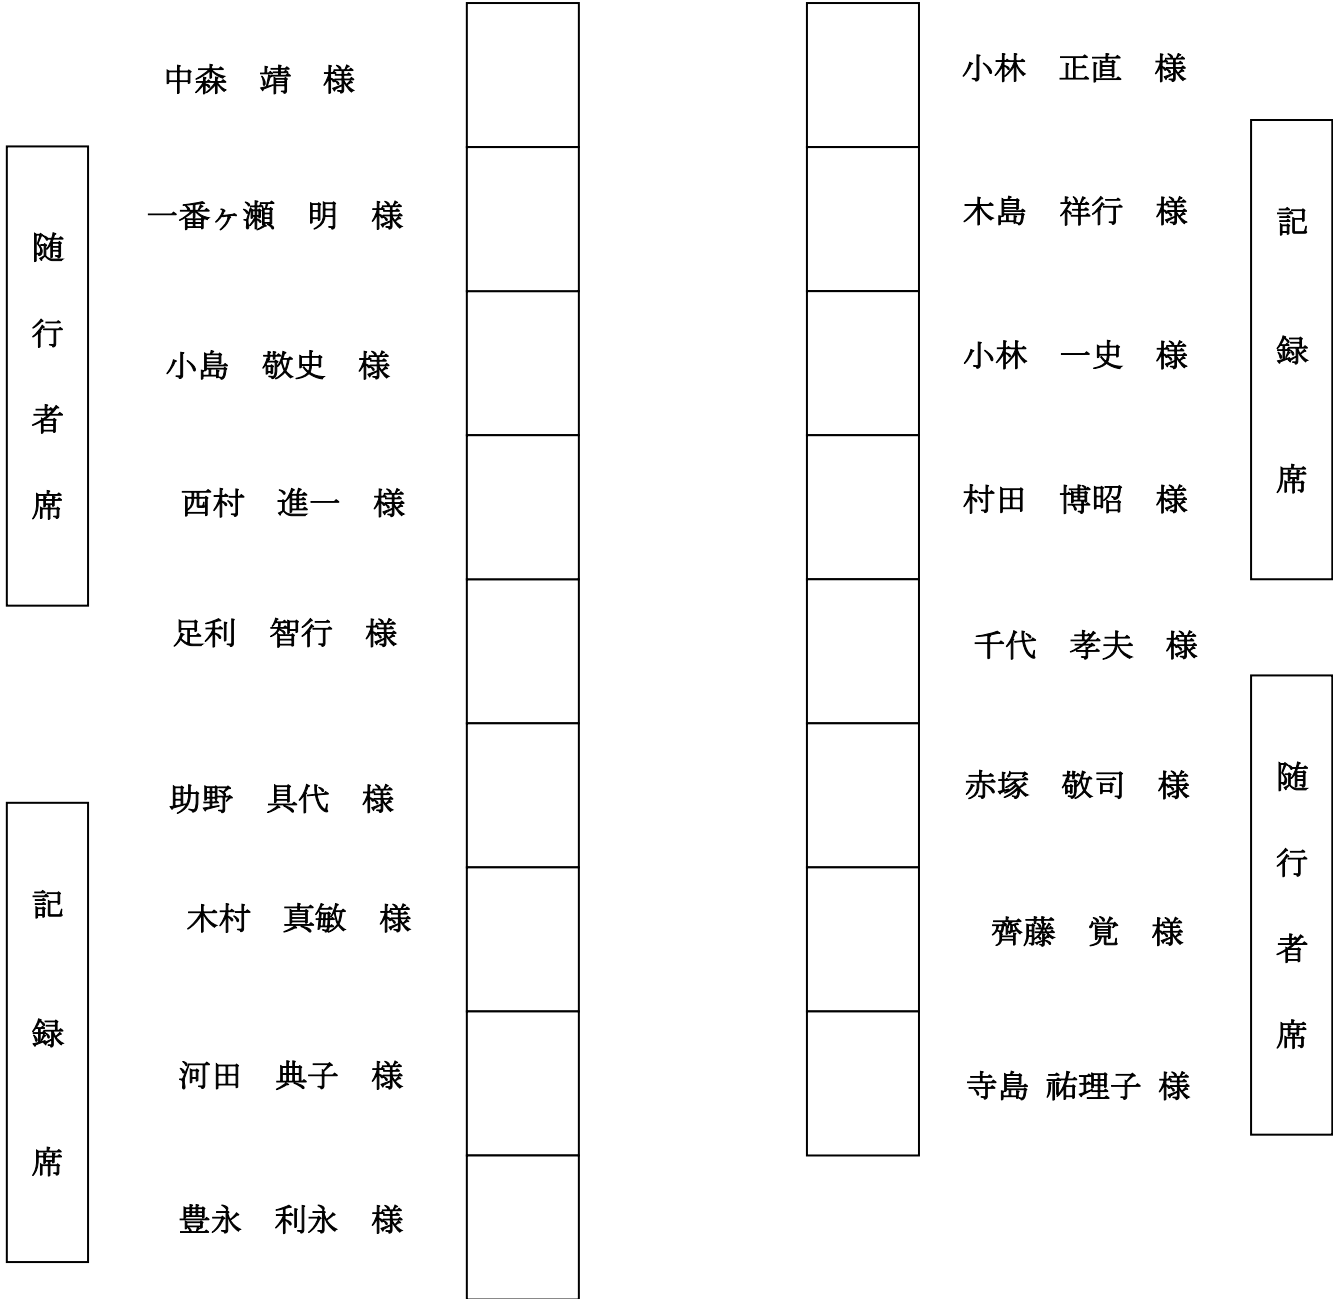 中森　靖　様
一番ヶ瀬　明　様
小島　敬史　様
西村　進一　様
足利　智行　様
助野　具代　様
木村　真敏　様
河田　典子　様
豊永　利永　様
随行者席
記録席
小林　正直　様
木島　祥行　様
小林　一史　様
村田　博昭　様
千代　孝夫　様
赤塚　敬司　様
齊藤　覚　様
寺島 祐理子 様
記録席
随行者席